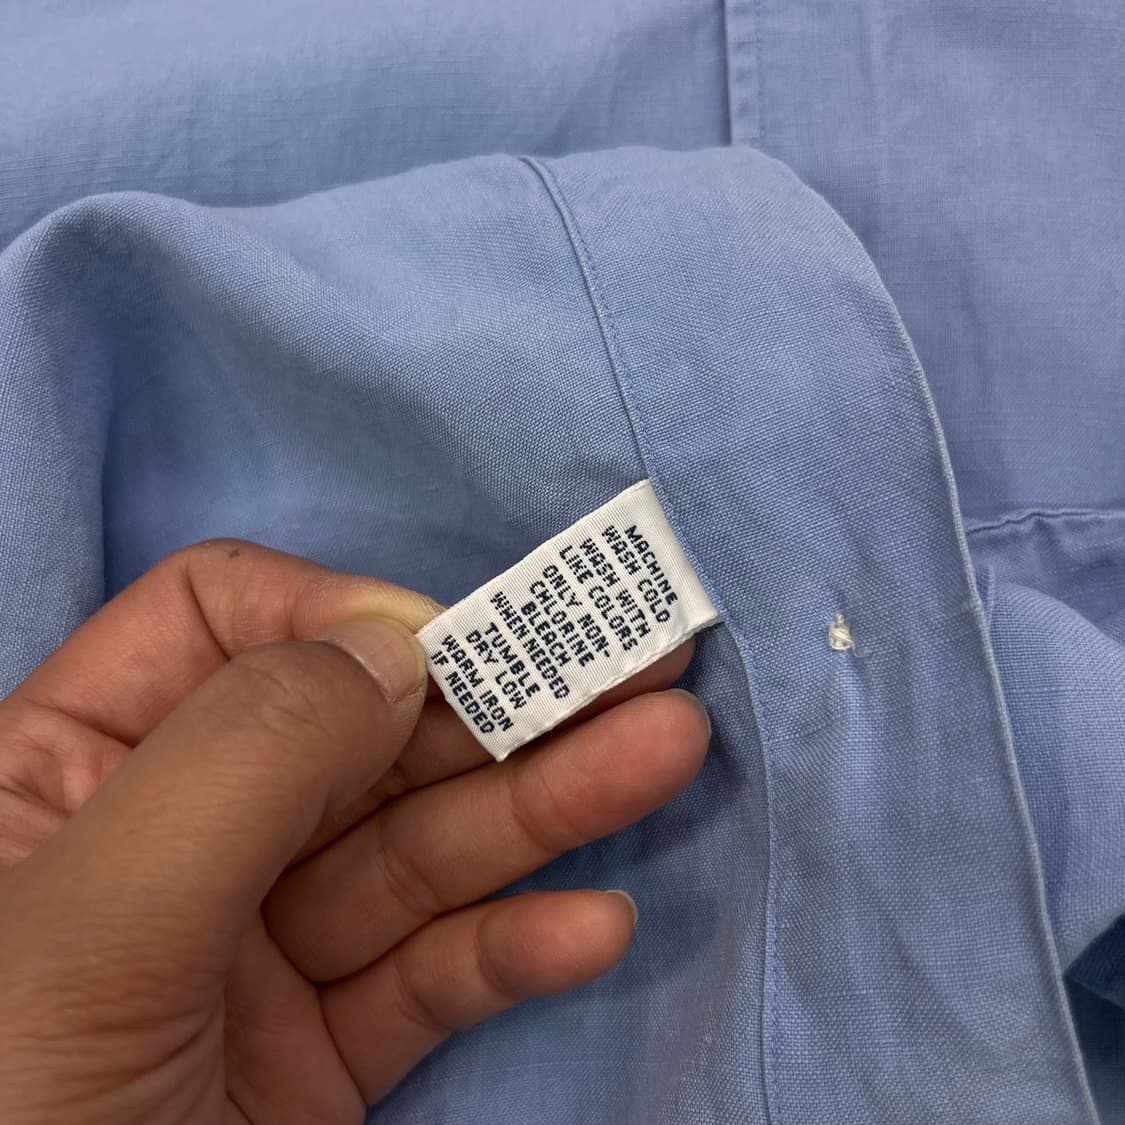 MACHINE
WASH COLD
WASH WITH
LIKE COLORS
ONLY NON-
CHLORINE
BLEACH
WHEN NEEDED
TUMBLE
DRY LOW
WARM IRON
IF NEEDED